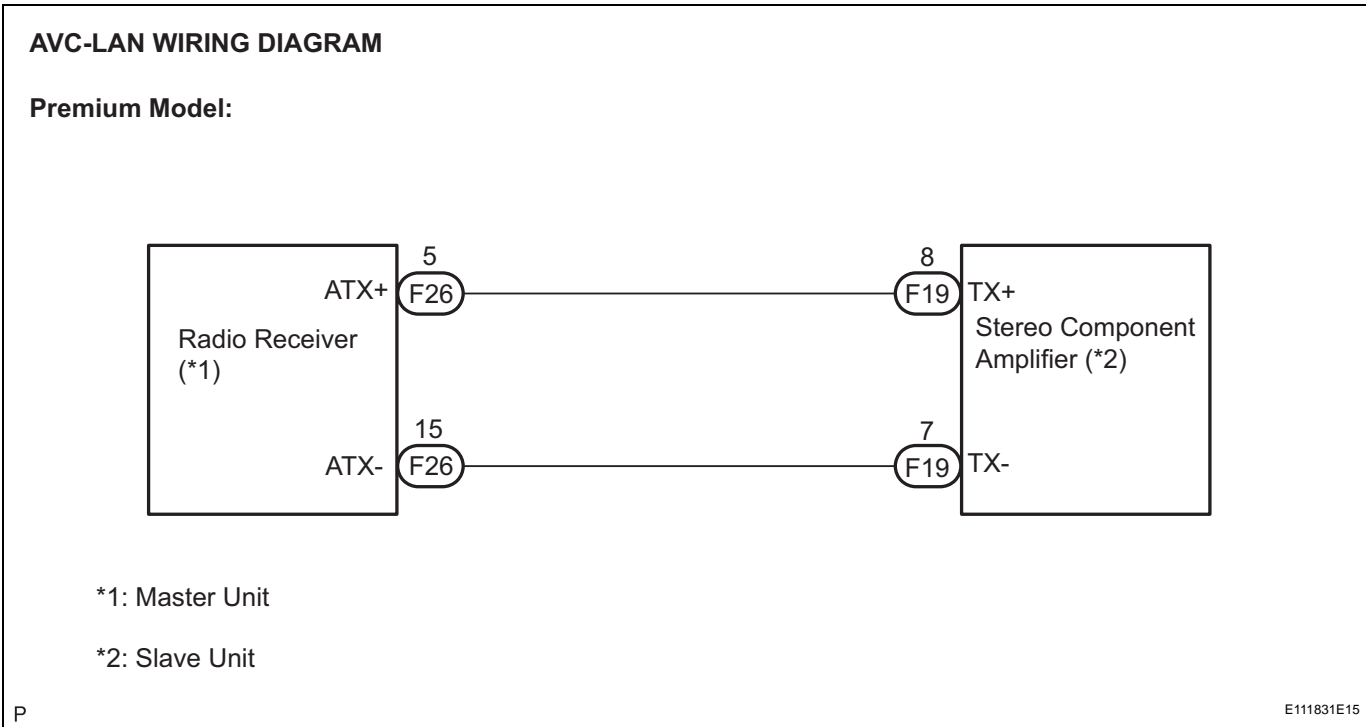 AVC-LAN WIRING DIAGRAM
Premium Model:
5
8
ATX+
F26
F19
TX+
Radio Receiver
(*1)
Stereo Component
Amplifier (*2)
15
7
ATX-
F26
F19
TX-
*1: Master Unit
*2: Slave Unit
P
E111831E15